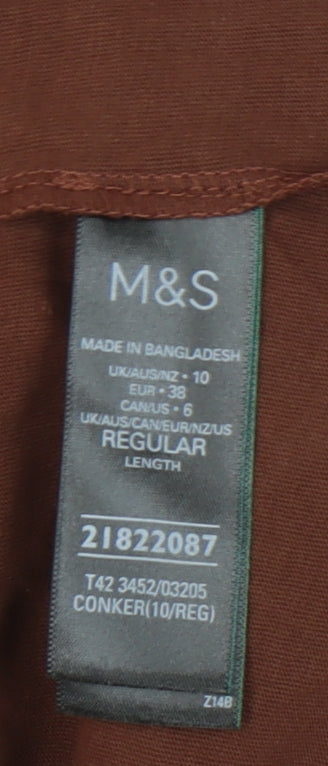 M&S
MADE IN BANGLADESH
UK/AUS/NZ • 10
EUR • 38
CAN/US • 6
UK/AUS/CAN/EUR/NZ/US
REGULAR
LENGTH
21822087
T42 3452/03205
CONKER(10/REG)
Z14B